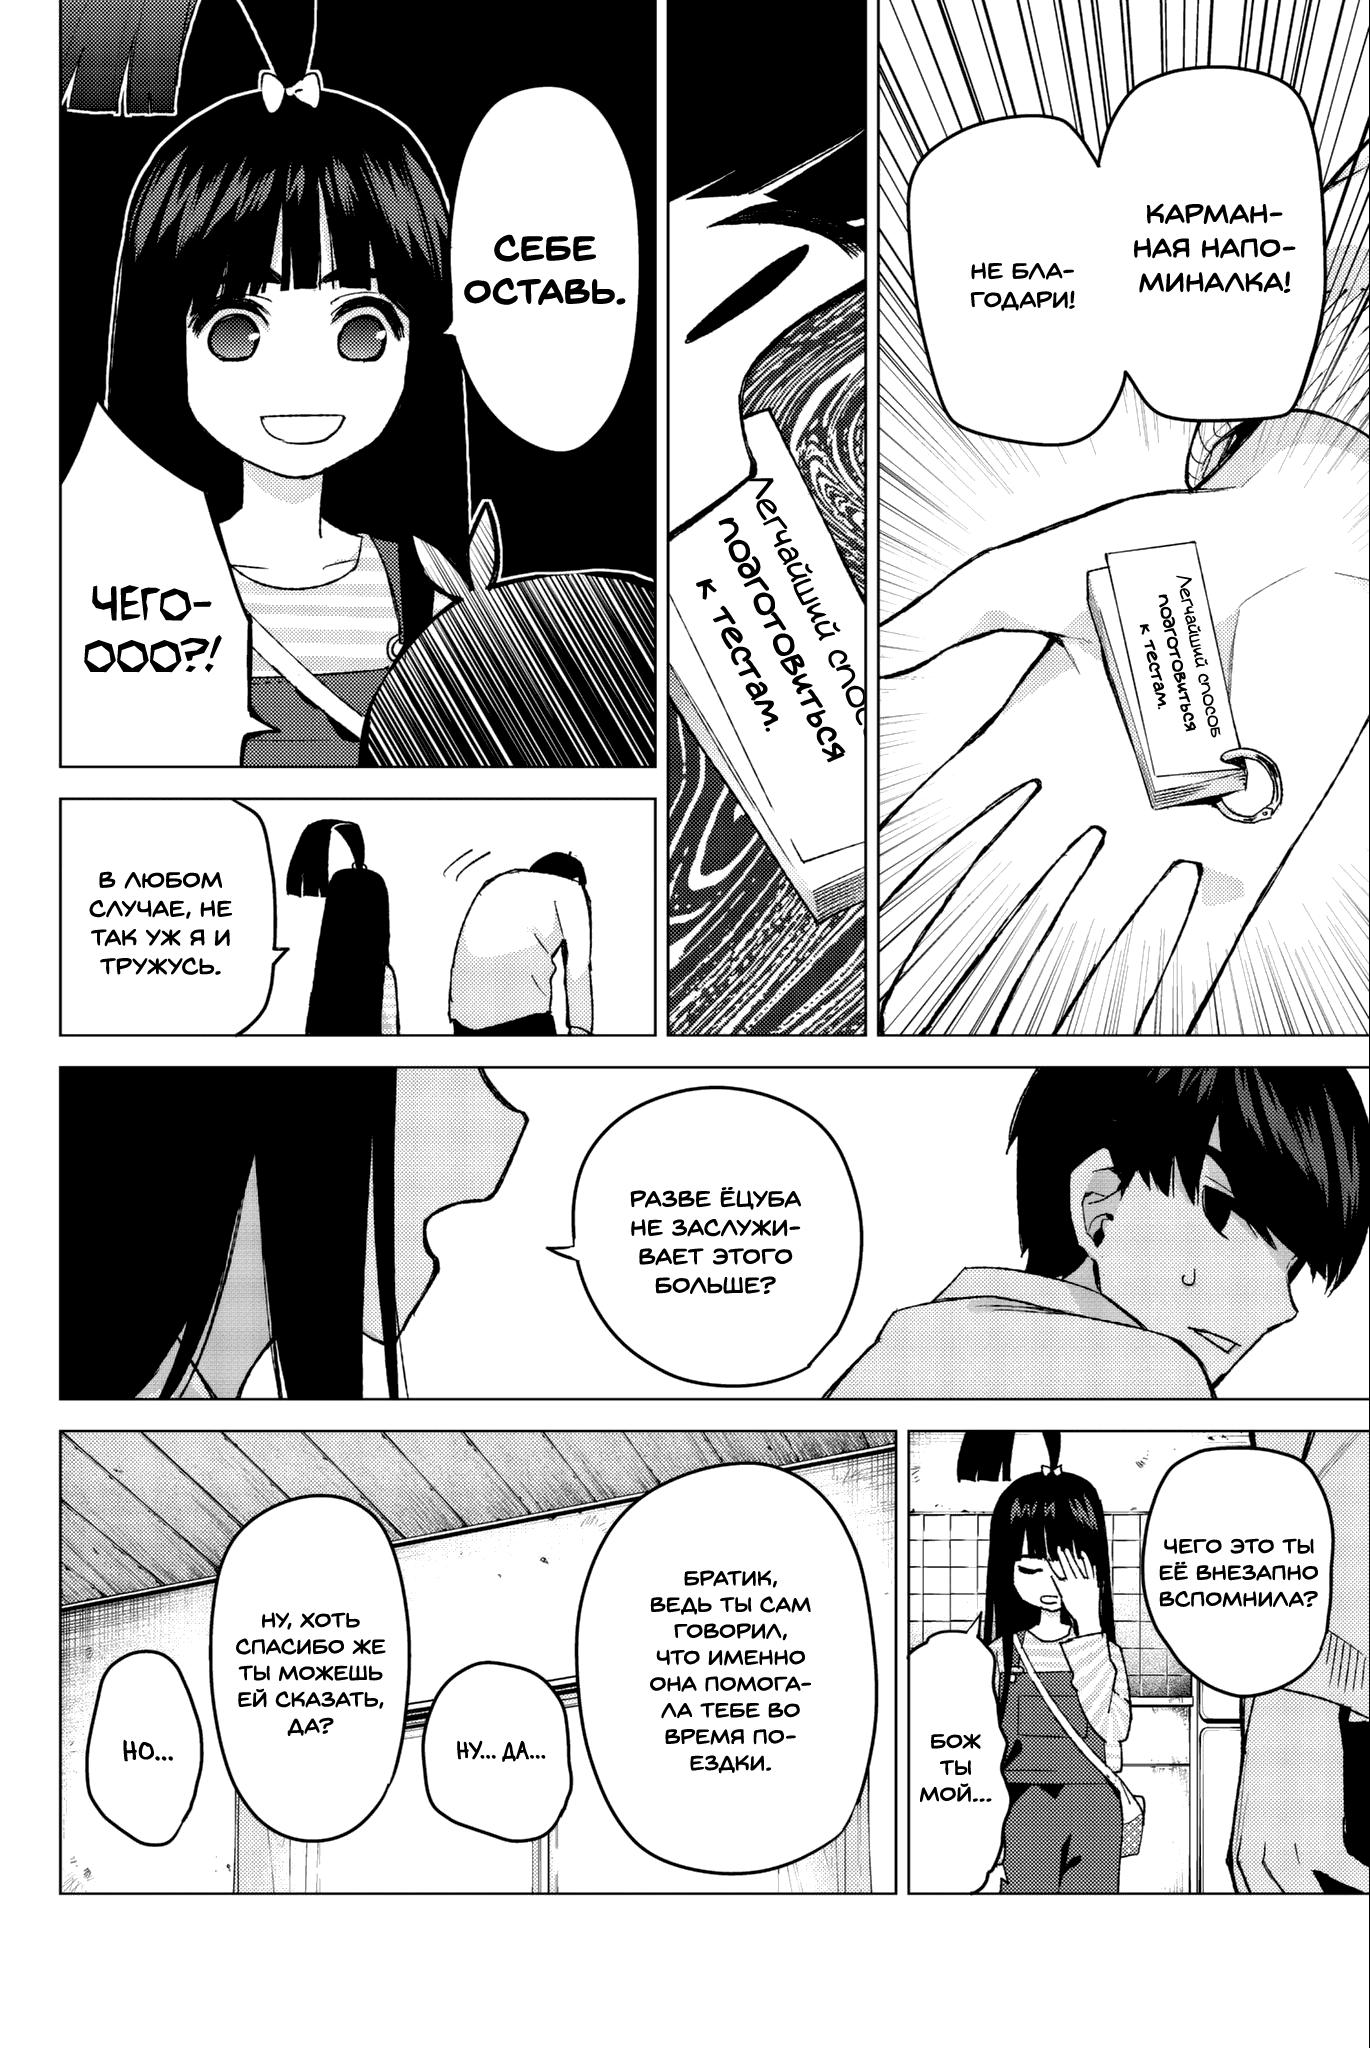 КАРМАН-
НАЯ НАПО-
МИНАЛКА!
НЕ БЛА-
ГОДАРИ!
Легчайший способ
подготовиться
к тестам.
Легчайший спос
подготовиться
к тестам.
СЕБЕ
ОСТАВЬ.
ЧЕГО-
ООО?!
В ЛЮБОМ
СЛУЧАЕ, НЕ
ТАК УЖ Я И
ТРУЖУСЬ.
РАЗВЕ ЁЦУБА
НЕ ЗАСЛУЖИ-
ВАЕТ ЭТОГО
БОЛЬШЕ?
ЧЕГО ЭТО ТЫ
ЕЁ ВНЕЗАПНО
ВСПОМНИЛА?
БОЖ
ТЫ
МОЙ...
БРАТИК,
ВЕДЬ ТЫ САМ
ГОВОРИЛ,
ЧТО ИМЕННО
ОНА ПОМОГА-
ЛА ТЕБЕ ВО
ВРЕМЯ ПО-
ЕЗДКИ.
НУ... ДА...
НУ, ХОТЬ
СПАСИБО ЖЕ
ТЫ МОЖЕШЬ
ЕЙ СКАЗАТЬ,
ДА?
НО...